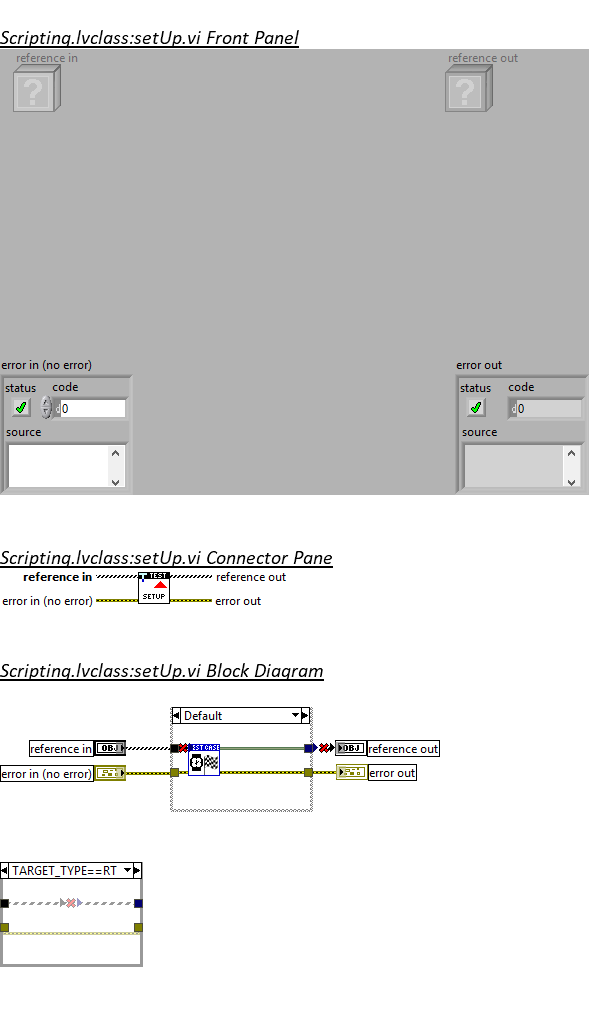 Scripting.lvclass:setUp.vi Front Panel
reference in
reference out
?
?
error in (no error)
error out
status code
status code
d 0
d 0
source
source
Scripting.lvclass:setUp.vi Connector Pane
reference in
TEST
reference out
error in (no error)
SETUP
error out
Scripting.lvclass:setUp.vi Block Diagram
Default
reference in
OBJ
EST CASE
OBJ
reference out
error in (no error)
error out
TARGET_TYPE==RT